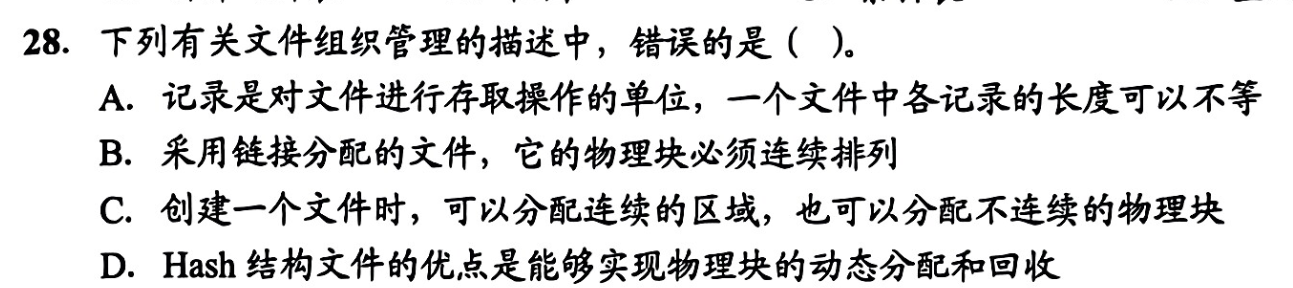 28. 下列有关文件组织管理的描述中，错误的是（ ）。
A. 记录是对文件进行存取操作的单位，一个文件中各记录的长度可以不等
B. 采用链接分配的文件，它的物理块必须连续排列
C. 创建一个文件时，可以分配连续的区域，也可以分配不连续的物理块
D. Hash 结构文件的优点是能够实现物理块的动态分配和回收